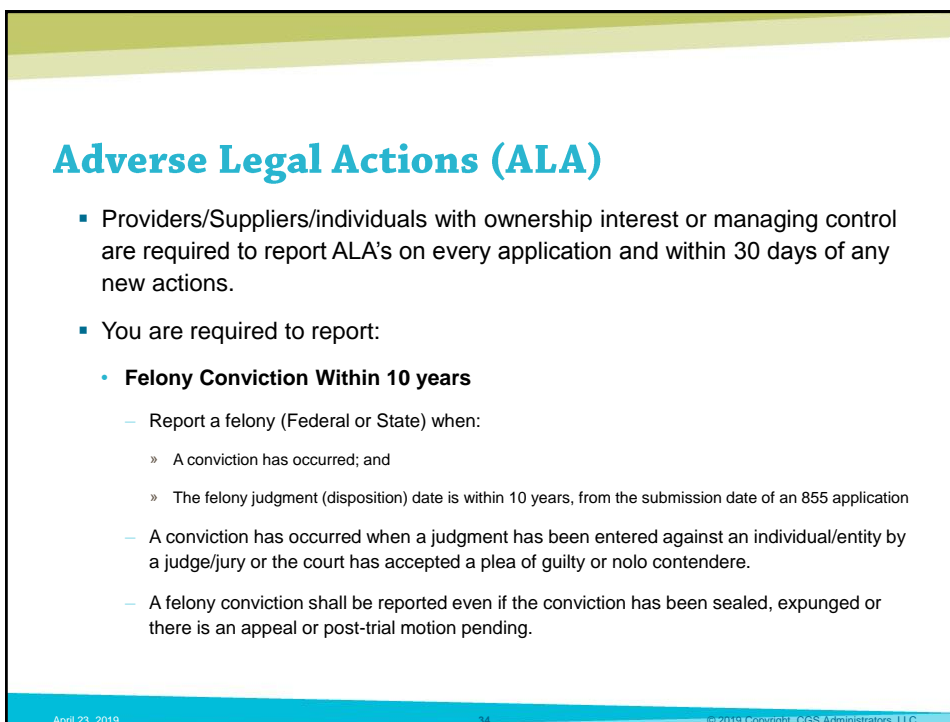 Adverse Legal Actions (ALA)
▪ Providers/Suppliers/individuals with ownership interest or managing control
are required to report ALA's on every application and within 30 days of any
new actions.
▪ You are required to report:
• Felony Conviction Within 10 years
– Report a felony (Federal or State) when:
» A conviction has occurred; and
» The felony judgment (disposition) date is within 10 years, from the submission date of an 855 application
– A conviction has occurred when a judgment has been entered against an individual/entity by
a judge/jury or the court has accepted a plea of guilty or nolo contendere.
– A felony conviction shall be reported even if the conviction has been sealed, expunged or
there is an appeal or post-trial motion pending.
April 23, 2019
34
© 2019 Copyright, CGS Administrators, LLC